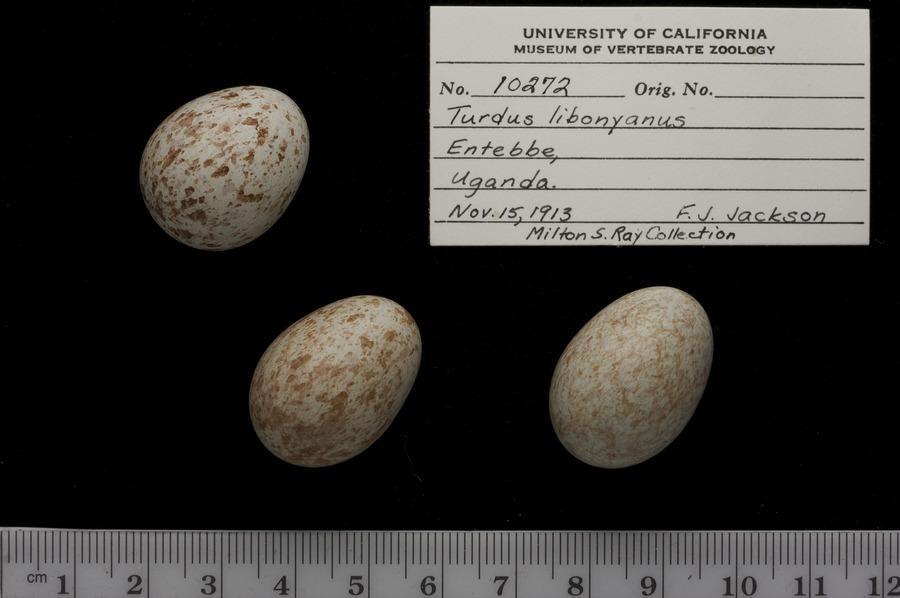 UNIVERSITY OF CALIFORNIA
MUSEUM OF VERTEBRATE ZOOLOGY
No. 10272 Orig. No.
Turdus libonyanus
Entebbe,
Uganda.
Nov. 15, 1913 F. J. Jackson
Milton S. Ray Collection
cm 1 2 3 4 5 6 7 8 9 10 11 12